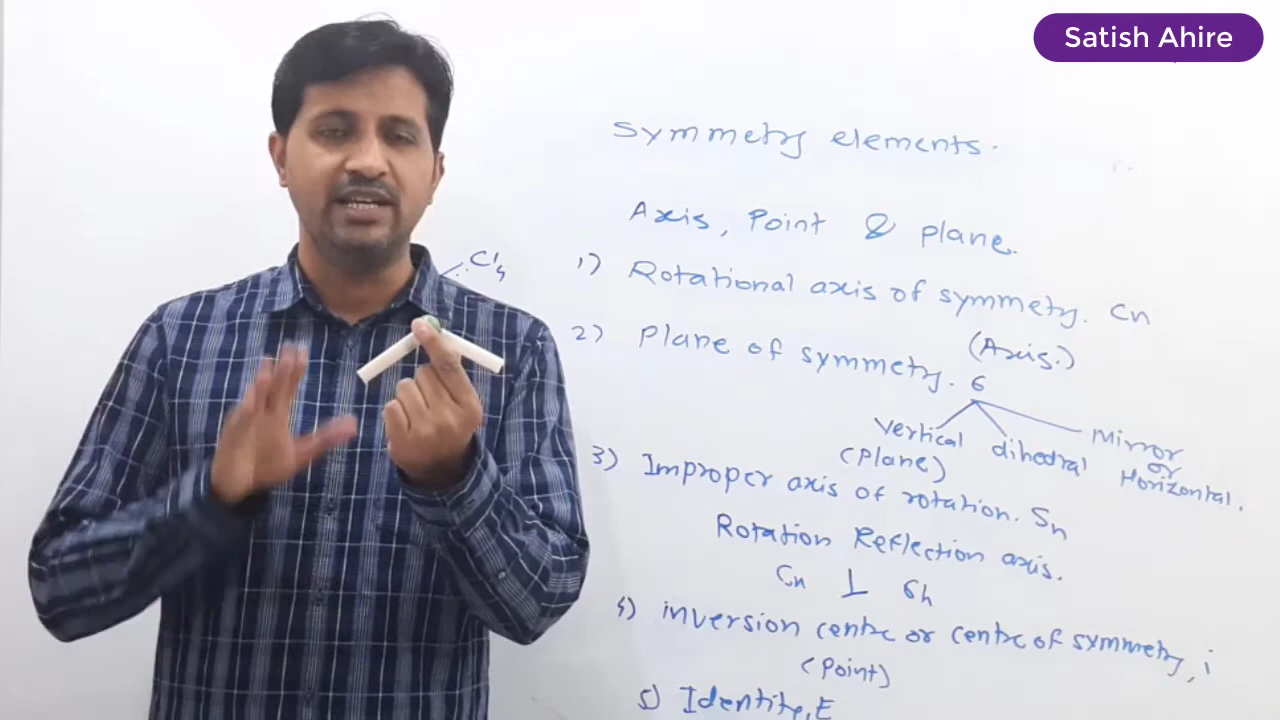 Satish Ahire
Symmetry elements.
Axis, Point & plane.
Cl
1) Rotational axis of symmetry. Cn
(Axis.)
2) Plane of symmetry. σ
Vertical dihedral Mirror
or
(Plane) Horizontal.
3) Improper axis of rotation. Sn
Rotation Reflection axis.
Cn ⊥ σh
4) inversion centre or centre of symmetry, i
(Point)
5) Identity, E